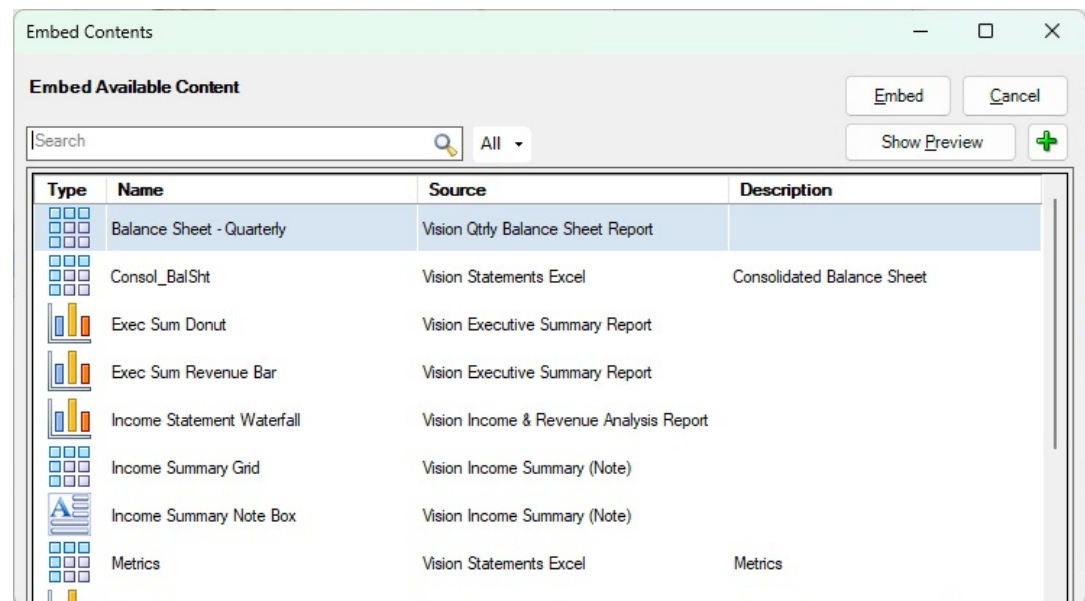 Embed Contents
Embed Available Content
Embed Cancel
Search All Show Preview
Type Name Source Description
Balance Sheet - Quarterly Vision Qtrly Balance Sheet Report
Consol_BalSht Vision Statements Excel Consolidated Balance Sheet
Exec Sum Donut Vision Executive Summary Report
Exec Sum Revenue Bar Vision Executive Summary Report
Income Statement Waterfall Vision Income & Revenue Analysis Report
Income Summary Grid Vision Income Summary (Note)
A Income Summary Note Box Vision Income Summary (Note)
Metrics Vision Statements Excel Metrics